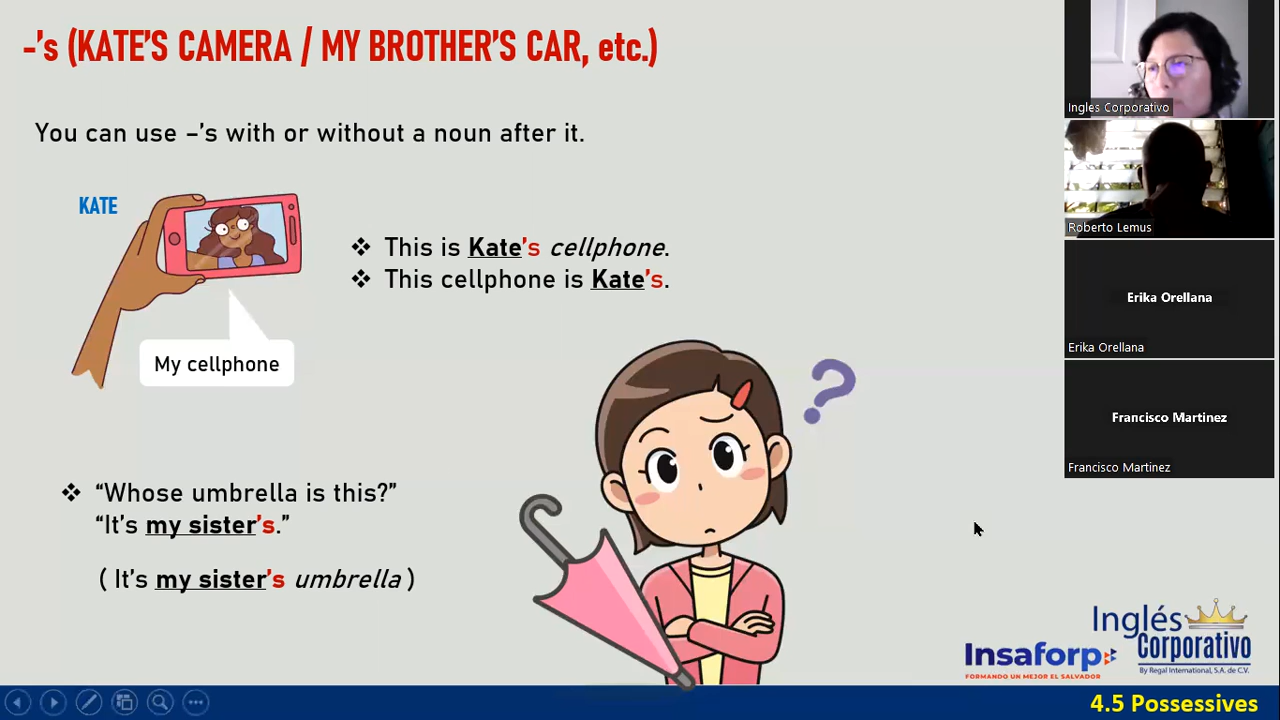 -'s (KATE'S CAMERA / MY BROTHER'S CAR, etc.)
You can use –'s with or without a noun after it.
KATE
My cellphone
❖ This is Kate's cellphone.
❖ This cellphone is Kate's.
?
❖ “Whose umbrella is this?”
“It's my sister's.”
( It's my sister's umbrella )
Ingles Corporativo
Roberto Lemus
Erika Orellana
Erika Orellana
Francisco Martinez
Francisco Martinez
Insaforp
FORMANDO UN MEJOR EL SALVADOR
Inglés
Corporativo
By Regal International, S.A. de C.V.
4.5 Possessives